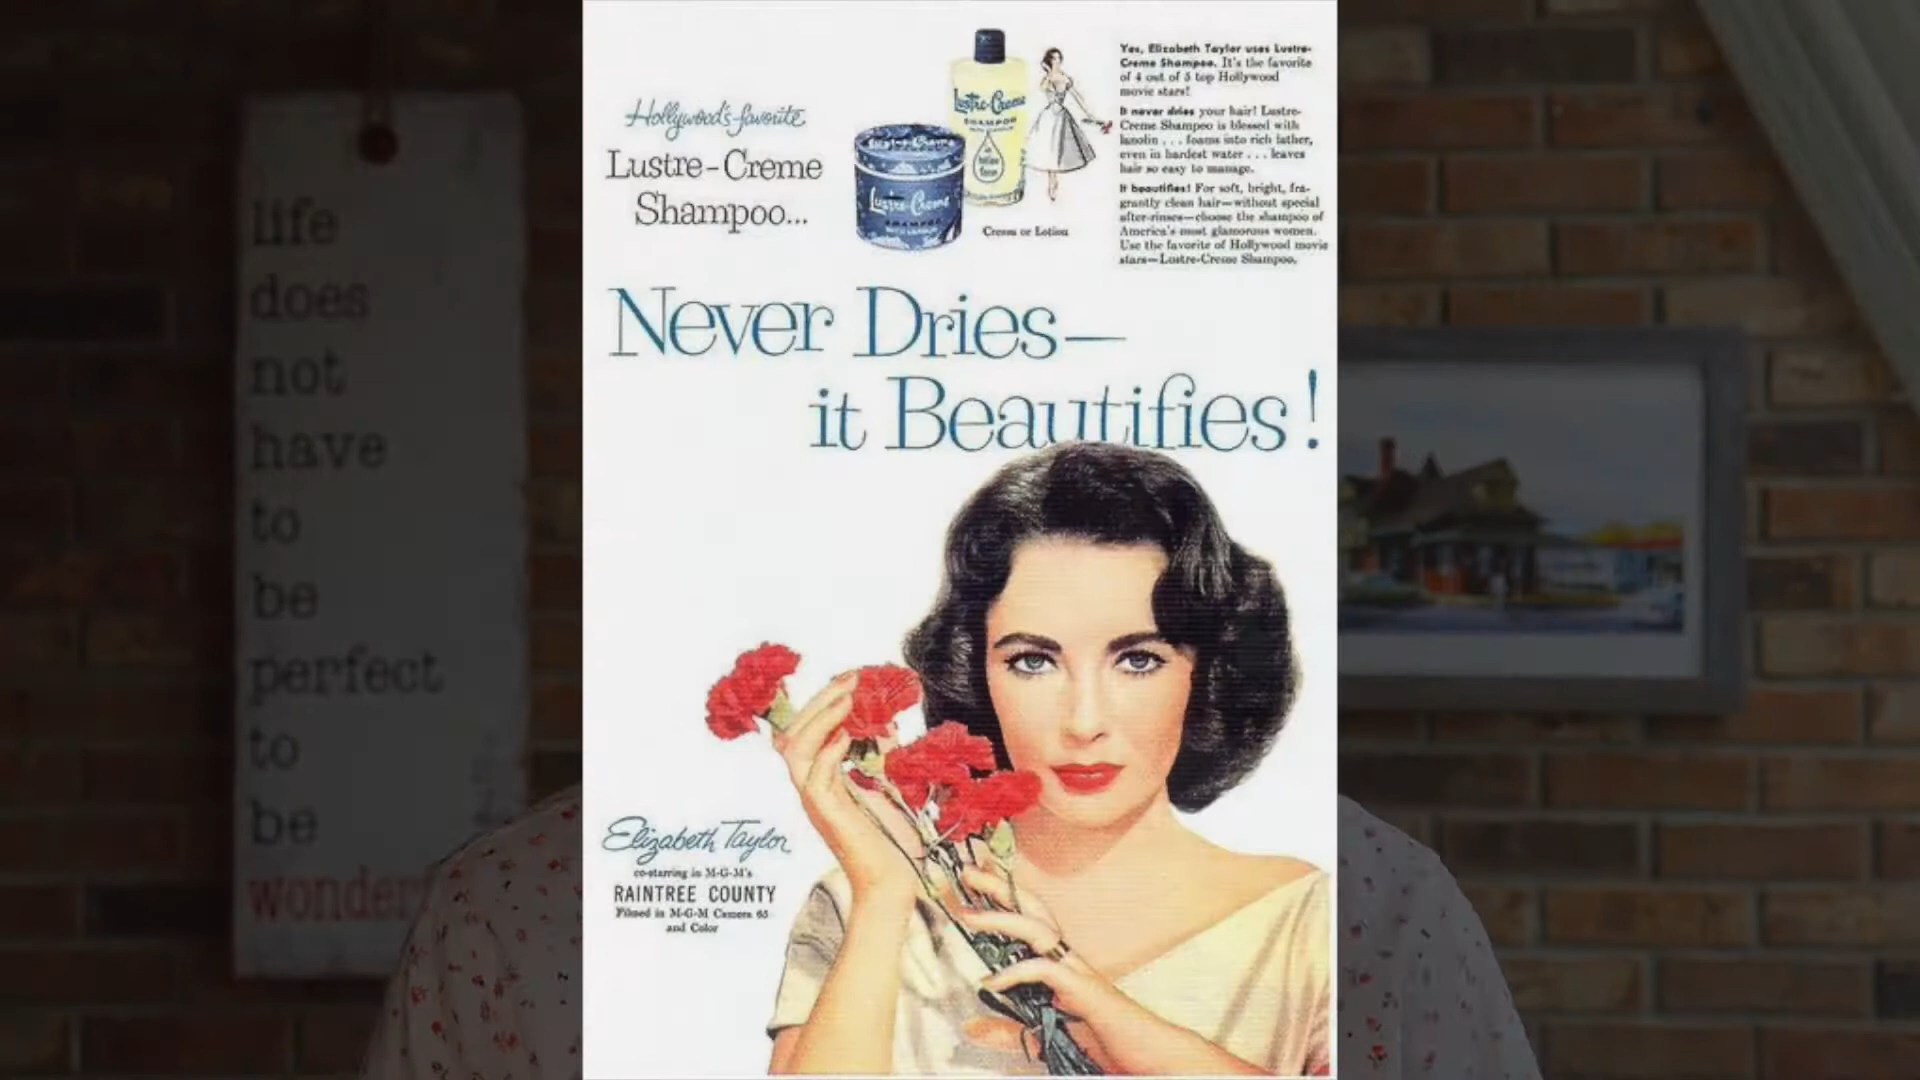 life
does
not
have
to
be
perfect
to
be
wonderf
Hollywood's favorite
Lustre-Creme
Shampoo...
Lustre-Creme
SHAMPOO
Lustre-Creme
SHAMPOO
Cream or Lotion
Yes, Elizabeth Taylor uses Lustre-
Creme Shampoo. It's the favorite
of 4 out of 5 top Hollywood
movie stars!
It never dries your hair! Lustre-
Creme Shampoo is blessed with
lanolin . . . foams into rich lather,
even in hardest water . . . leaves
hair so easy to manage.
It beautifies! For soft, bright, fra-
grantly clean hair—without special
after-rinses—choose the shampoo of
America's most glamorous women.
Use the favorite of Hollywood movie
stars—Lustre-Creme Shampoo.
Never Dries—
it Beautifies!
Elizabeth Taylor
co-starring in M-G-M's
RAINTREE COUNTY
Filmed in M-G-M Camera 65
and Color